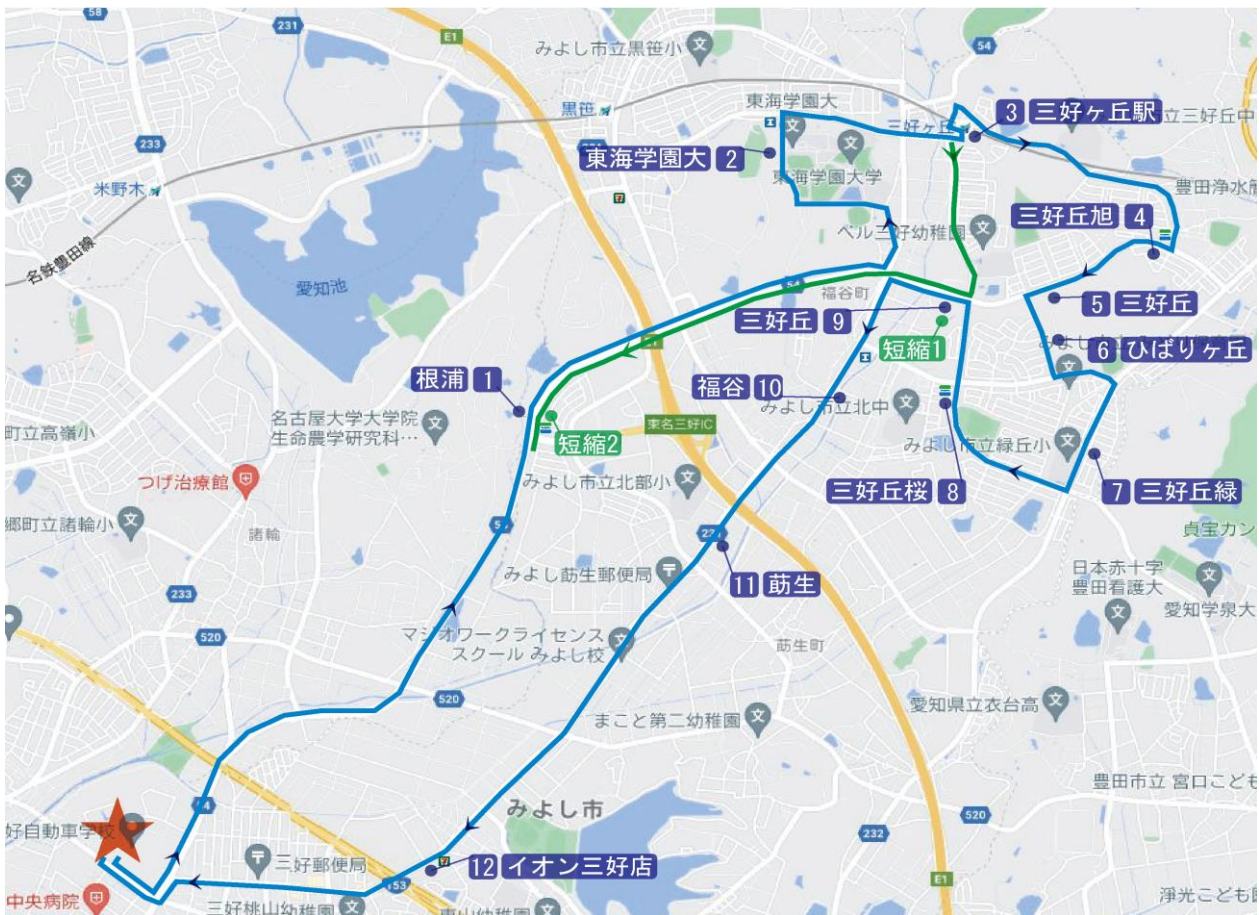 58
231
E1
みよし市立黒笹小
54
黒笹
東海学園大
三好ヶ丘
3 三好ヶ丘駅
立三好丘中
233
東海学園大 2
東海学園大学
米野木
豊田浄水
三好丘旭 4
ベル三好幼稚園
名鉄豊田線
愛知池
54
福谷町
5 三好丘
三好丘 9
短縮1
6 ひばりヶ丘
根浦 1
福谷 10
みよし市立北中
名古屋大学大学院
生命農学研究科…
東名三好IC
町立高嶺小
短縮2
みよし市立緑丘小
つげ治療館
みよし市立北部小
三好丘桜 8
7 三好丘緑
郷町立諸輪小
諸輪
貞宝カン
みよし莇生郵便局
11 莇生
日本赤十字
豊田看護大
愛知学泉大
233
520
マジオワークライセンス
スクール みよし校
莇生町
520
愛知県立衣台高
まこと第二幼稚園
豊田市立 宮口こども
みよし市
520
好自動車学校
232
三好郵便局
12 イオン三好店
153
E1
中央病院
三好桃山幼稚園
東山幼稚園
浄光こども